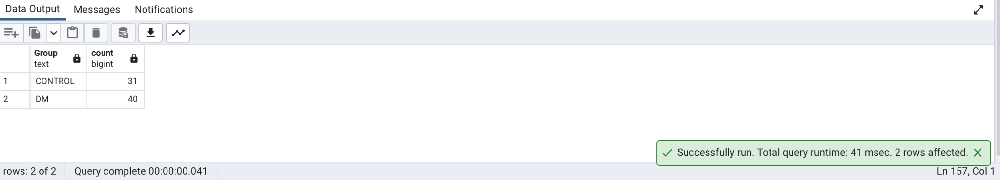 Data Output Messages Notifications
Group count
text bigint
1 CONTROL 31
2 DM 40
Successfully run. Total query runtime: 41 msec. 2 rows affected.
rows: 2 of 2 Query complete 00:00:00.041 Ln 157, Col 1